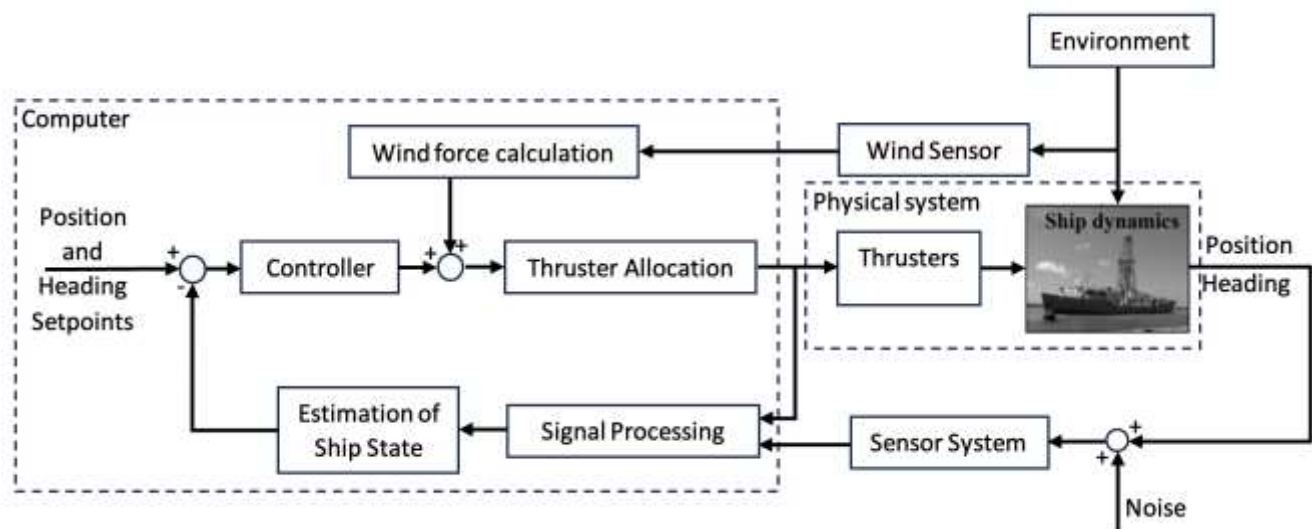 Environment
Computer
Wind force calculation
Wind Sensor
Physical system
Ship dynamics
Position
and
Heading
Setpoints
+
-
Controller
+
+
Thruster Allocation
Thrusters
Position
Heading
Estimation of
Ship State
Signal Processing
Sensor System
+
+
Noise